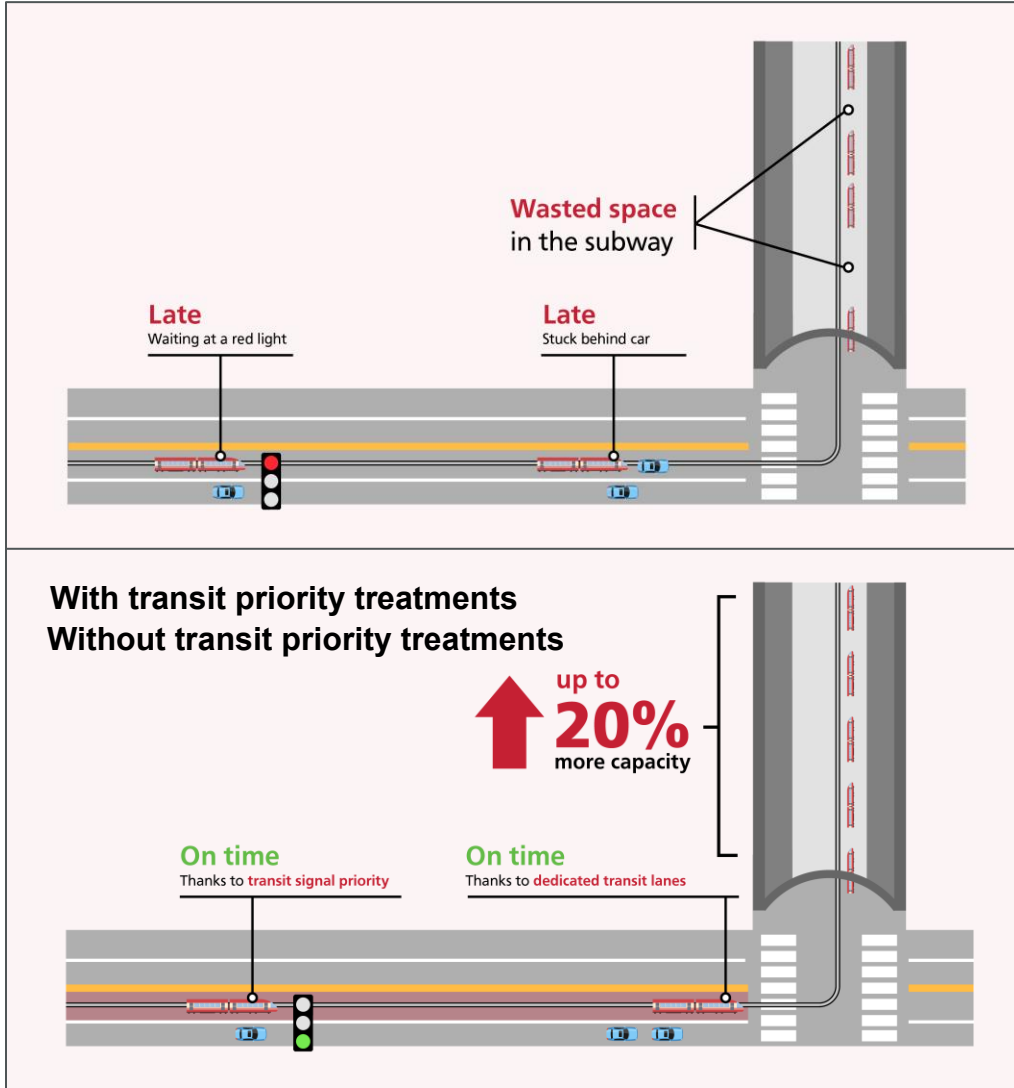 Wasted space
in the subway
Late
Waiting at a red light
Late
Stuck behind car
With transit priority treatments
Without transit priority treatments
up to
20%
more capacity
On time
Thanks to transit signal priority
On time
Thanks to dedicated transit lanes